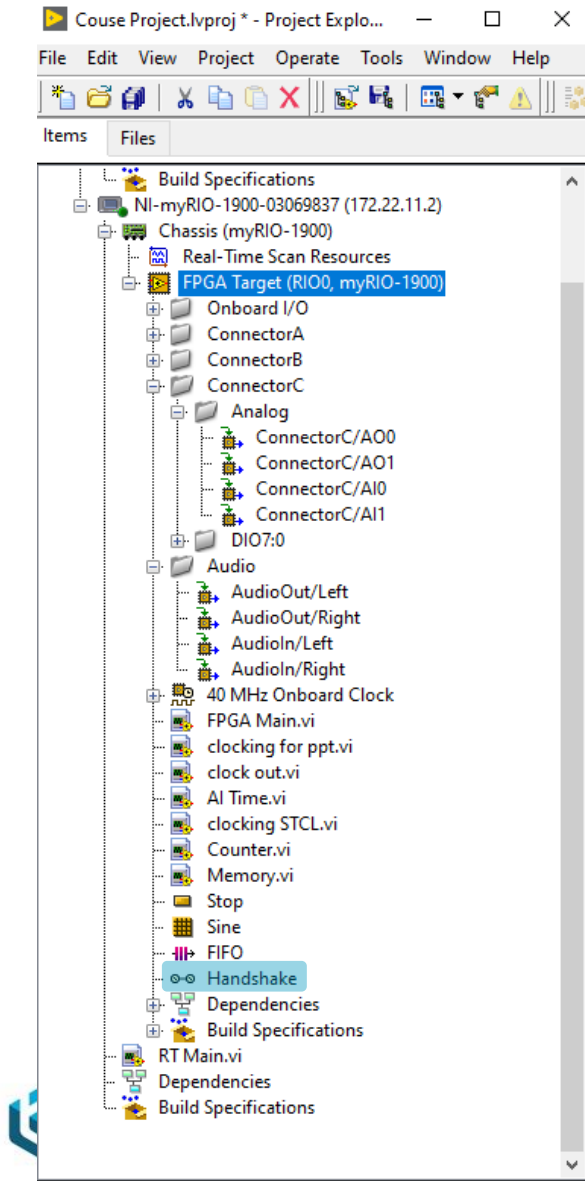 Couse Project.lvproj * - Project Explo...
File Edit View Project Operate Tools Window Help
Items Files
Build Specifications
NI-myRIO-1900-03069837 (172.22.11.2)
Chassis (myRIO-1900)
Real-Time Scan Resources
FPGA Target (RIO0, myRIO-1900)
Onboard I/O
ConnectorA
ConnectorB
ConnectorC
Analog
ConnectorC/AO0
ConnectorC/AO1
ConnectorC/AI0
ConnectorC/AI1
DIO7:0
Audio
AudioOut/Left
AudioOut/Right
AudioIn/Left
AudioIn/Right
40 MHz Onboard Clock
FPGA Main.vi
clocking for ppt.vi
clock out.vi
AI Time.vi
clocking STCL.vi
Counter.vi
Memory.vi
Stop
Sine
FIFO
Handshake
Dependencies
Build Specifications
RT Main.vi
Dependencies
Build Specifications